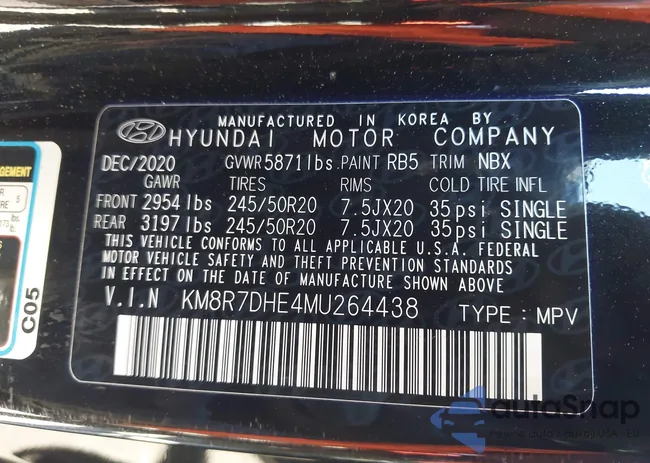 MANUFACTURED IN KOREA BY
HYUNDAI MOTOR COMPANY
DEC/2020 GVWR 5871lbs. PAINT RB5 TRIM NBX
GAWR TIRES RIMS COLD TIRE INFL
FRONT 2954 lbs 245/50R20 7.5JX20 35psi SINGLE
REAR 3197 lbs 245/50R20 7.5JX20 35psi SINGLE
THIS VEHICLE CONFORMS TO ALL APPLICABLE U.S.A. FEDERAL
MOTOR VEHICLE SAFETY AND THEFT PREVENTION STANDARDS
IN EFFECT ON THE DATE OF MANUFACTURE SHOWN ABOVE
V.I.N KM8R7DHE4MU264438 TYPE : MPV
C05
autoSnap